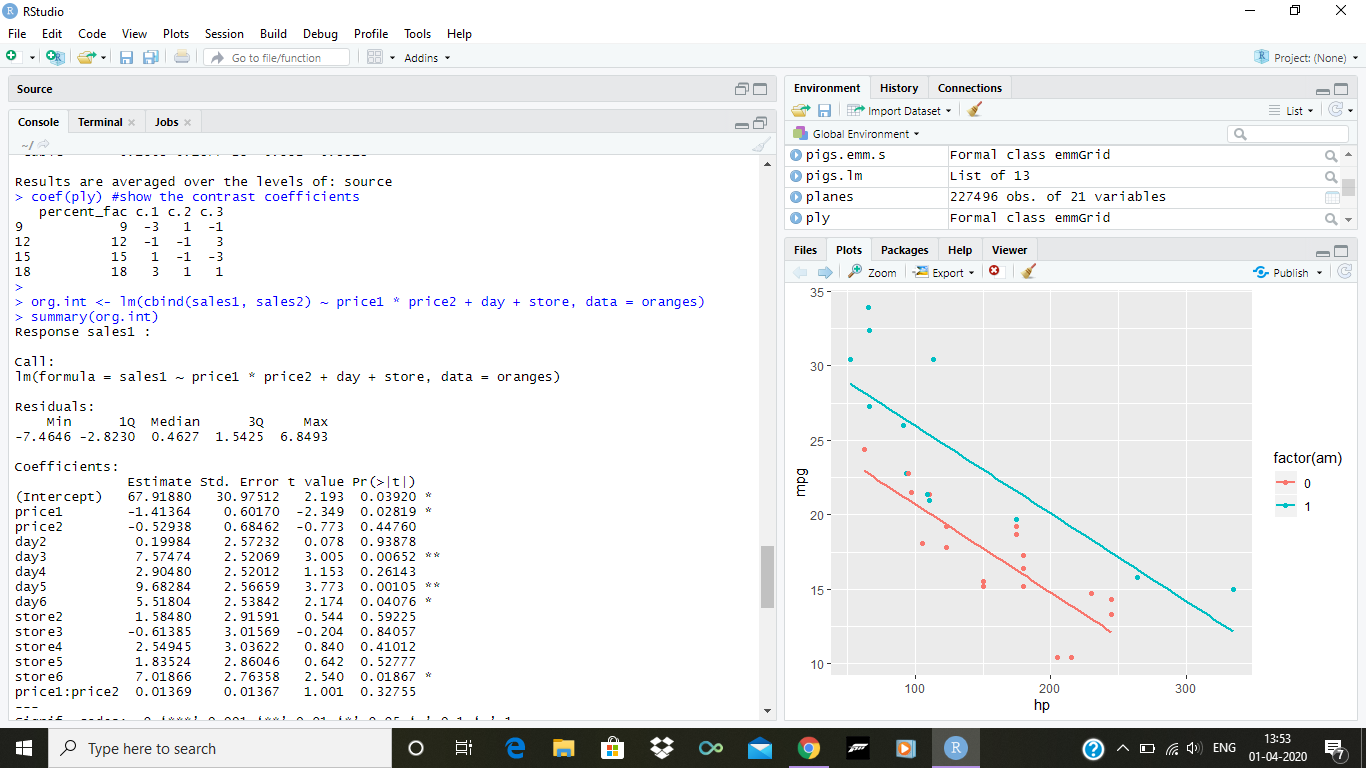 RStudio
File Edit Code View Plots Session Build Debug Profile Tools Help
Go to file/function Addins Project: (None)
Source
Console Terminal Jobs
~/
Results are averaged over the levels of: source
> coef(ply) #show the contrast coefficients
percent_fac c.1 c.2 c.3
9 9 -3 1 -1
12 12 -1 -1 3
15 15 1 -1 -3
18 18 3 1 1
>
> org.int <- lm(cbind(sales1, sales2) ~ price1 * price2 + day + store, data = oranges)
> summary(org.int)
Response sales1 :
Call:
lm(formula = sales1 ~ price1 * price2 + day + store, data = oranges)
Residuals:
Min 1Q Median 3Q Max
-7.4646 -2.8230 0.4627 1.5425 6.8493
Coefficients:
Estimate Std. Error t value Pr(>|t|)
(Intercept) 67.91880 30.97512 2.193 0.03920 *
price1 -1.41364 0.60170 -2.349 0.02819 *
price2 -0.52938 0.68462 -0.773 0.44760
day2 0.19984 2.57232 0.078 0.93878
day3 7.57474 2.52069 3.005 0.00652 **
day4 2.90480 2.52012 1.153 0.26143
day5 9.68284 2.56659 3.773 0.00105 **
day6 5.51804 2.53842 2.174 0.04076 *
store2 1.58480 2.91591 0.544 0.59225
store3 -0.61385 3.01569 -0.204 0.84057
store4 2.54945 3.03622 0.840 0.41012
store5 1.83524 2.86046 0.642 0.52777
store6 7.01866 2.76358 2.540 0.01867 *
price1:price2 0.01369 0.01367 1.001 0.32755
---
Environment History Connections
Import Dataset List
Global Environment
pigs.emm.s Formal class emmGrid
pigs.lm List of 13
planes 227496 obs. of 21 variables
ply Formal class emmGrid
Files Plots Packages Help Viewer
Zoom Export Publish
35
30
25
20
15
10
mpg
100 200 300
hp
factor(am)
0
1
Type here to search
ENG
13:53
01-04-2020
7